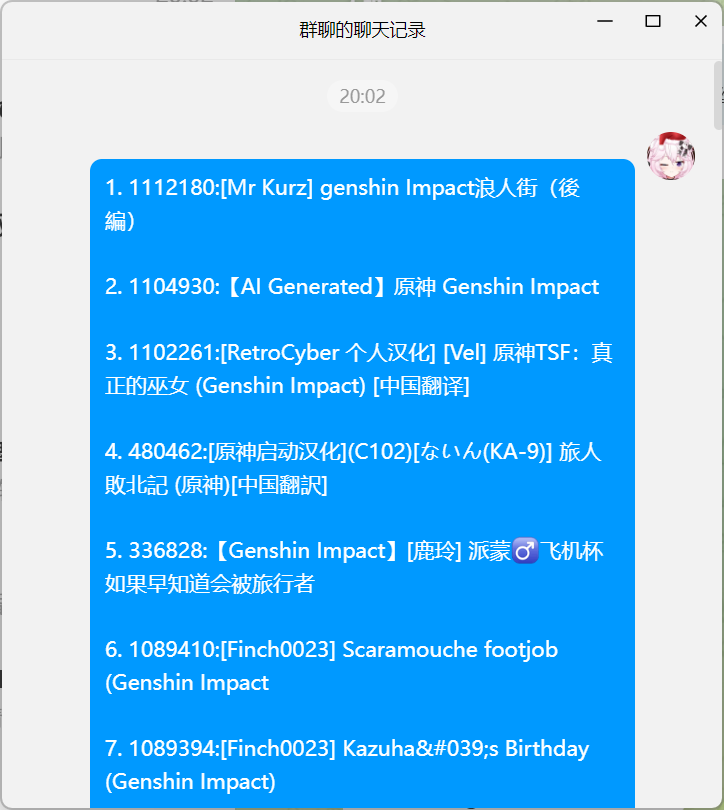 群聊的聊天记录
20:02
1. 1112180:[Mr Kurz] genshin Impact浪人街（後
編）
2. 1104930:【AI Generated】原神 Genshin Impact
3. 1102261:[RetroCyber 个人汉化] [Vel] 原神TSF：真
正的巫女 (Genshin Impact) [中国翻译]
4. 480462:[原神启动汉化](C102)[ないん(KA-9)] 旅人
敗北記 (原神)[中国翻訳]
5. 336828:【Genshin Impact】[鹿玲] 派蒙♂️飞机杯
如果早知道会被旅行者
6. 1089410:[Finch0023] Scaramouche footjob
(Genshin Impact
7. 1089394:[Finch0023] Kazuha&#039;s Birthday
(Genshin Impact)